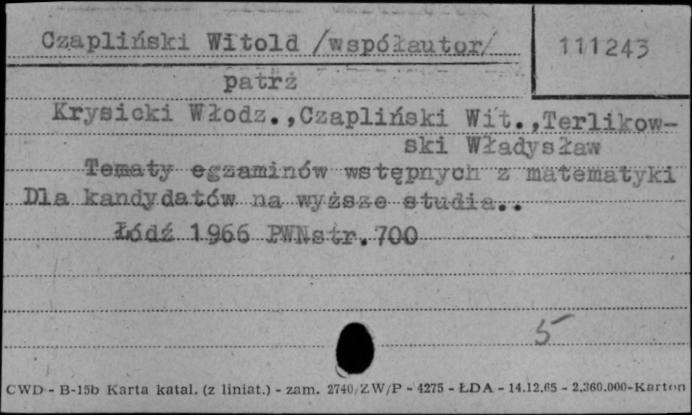 Czapliński Witold /współautor/
111243
patrz
Krysicki Włodz.,Czapliński Wit.,Terlikow-
ski Władysław
Tematy egzaminów wstępnych z matematyki
Dla kandydatów na wyższe studia..
Łódź 1966 PWNstr.700
5
CWD - B-15b Karta katal. (z liniat.) - zam. 2740/ZW/P - 4275 - ŁDA - 14.12.65 - 2.360.000-Karton